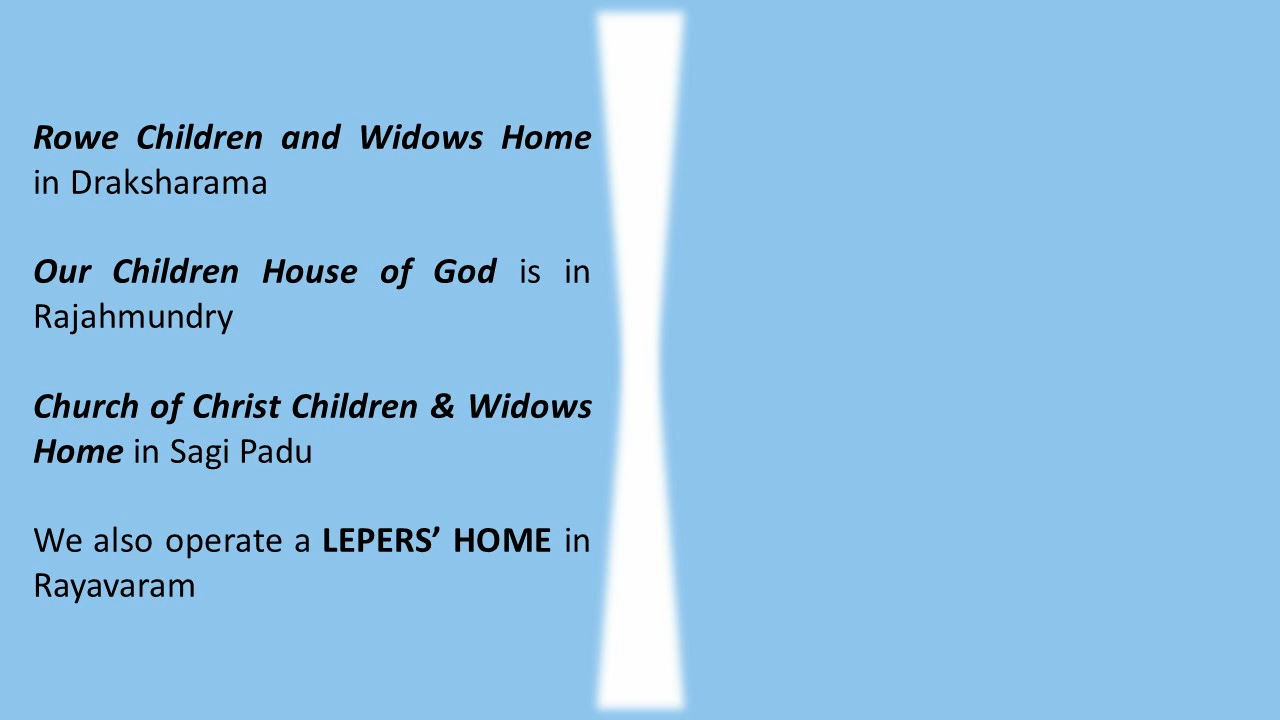 Rowe Children and Widows Home
in Draksharama
Our Children House of God is in
Rajahmundry
Church of Christ Children & Widows
Home in Sagi Padu
We also operate a LEPERS’ HOME in
Rayavaram